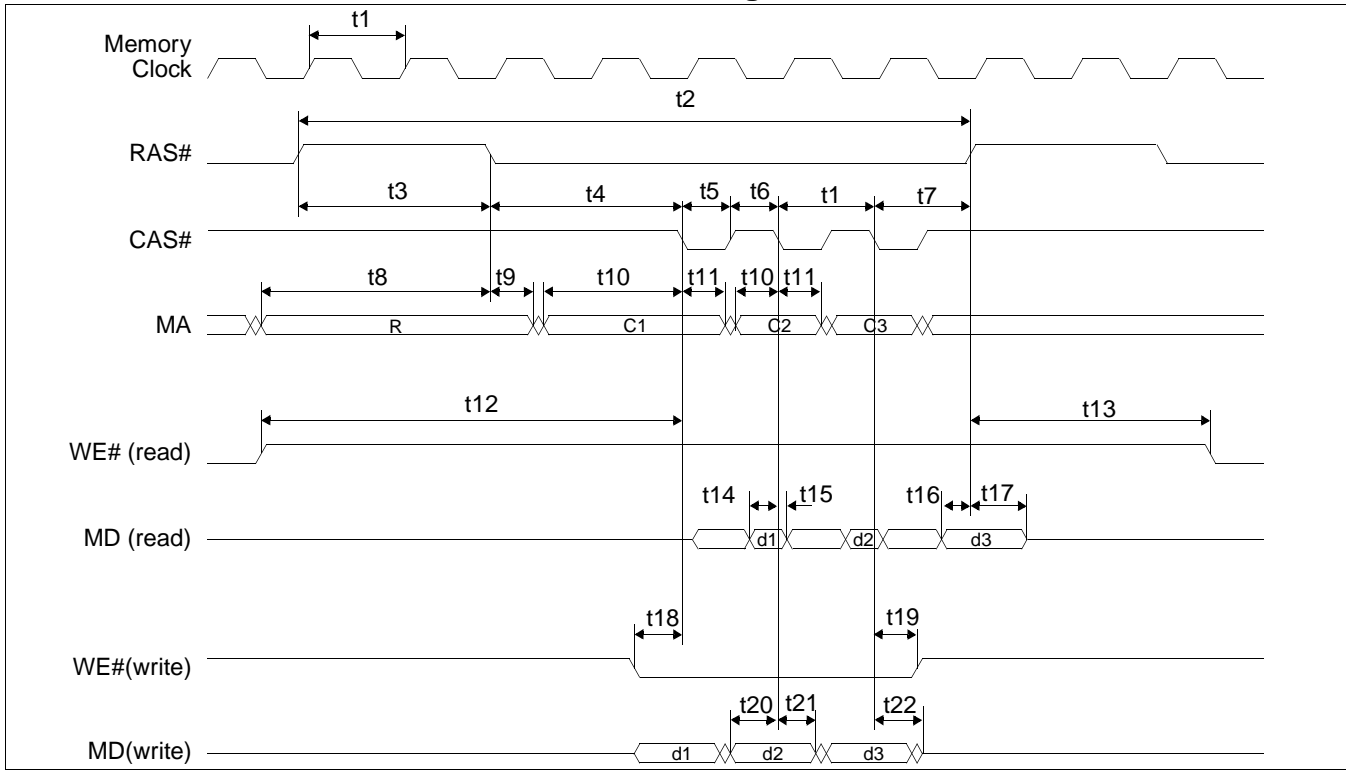 t1
Memory
Clock
t2
RAS#
t3 t4 t5 t6 t1 t7
CAS#
t8 t9 t10 t11 t10 t11
MA R C1 C2 C3
t12 t13
WE# (read)
t14 t15 t16 t17
MD (read) d1 d2 d3
t18 t19
WE#(write)
t20 t21 t22
MD(write) d1 d2 d3